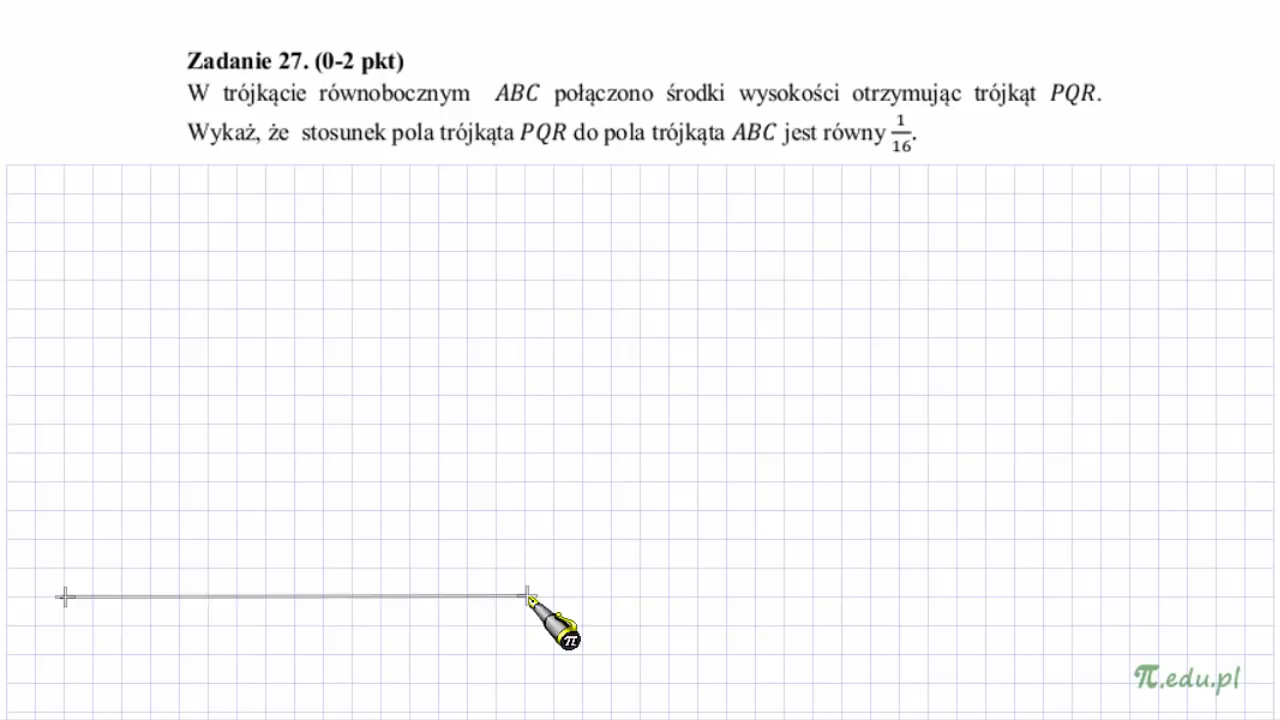 Zadanie 27. (0-2 pkt)
W trójkącie równobocznym ABC połączono środki wysokości otrzymując trójkąt PQR.
Wykaż, że stosunek pola trójkąta PQR do pola trójkąta ABC jest równy 1/16.
π
π.edu.pl